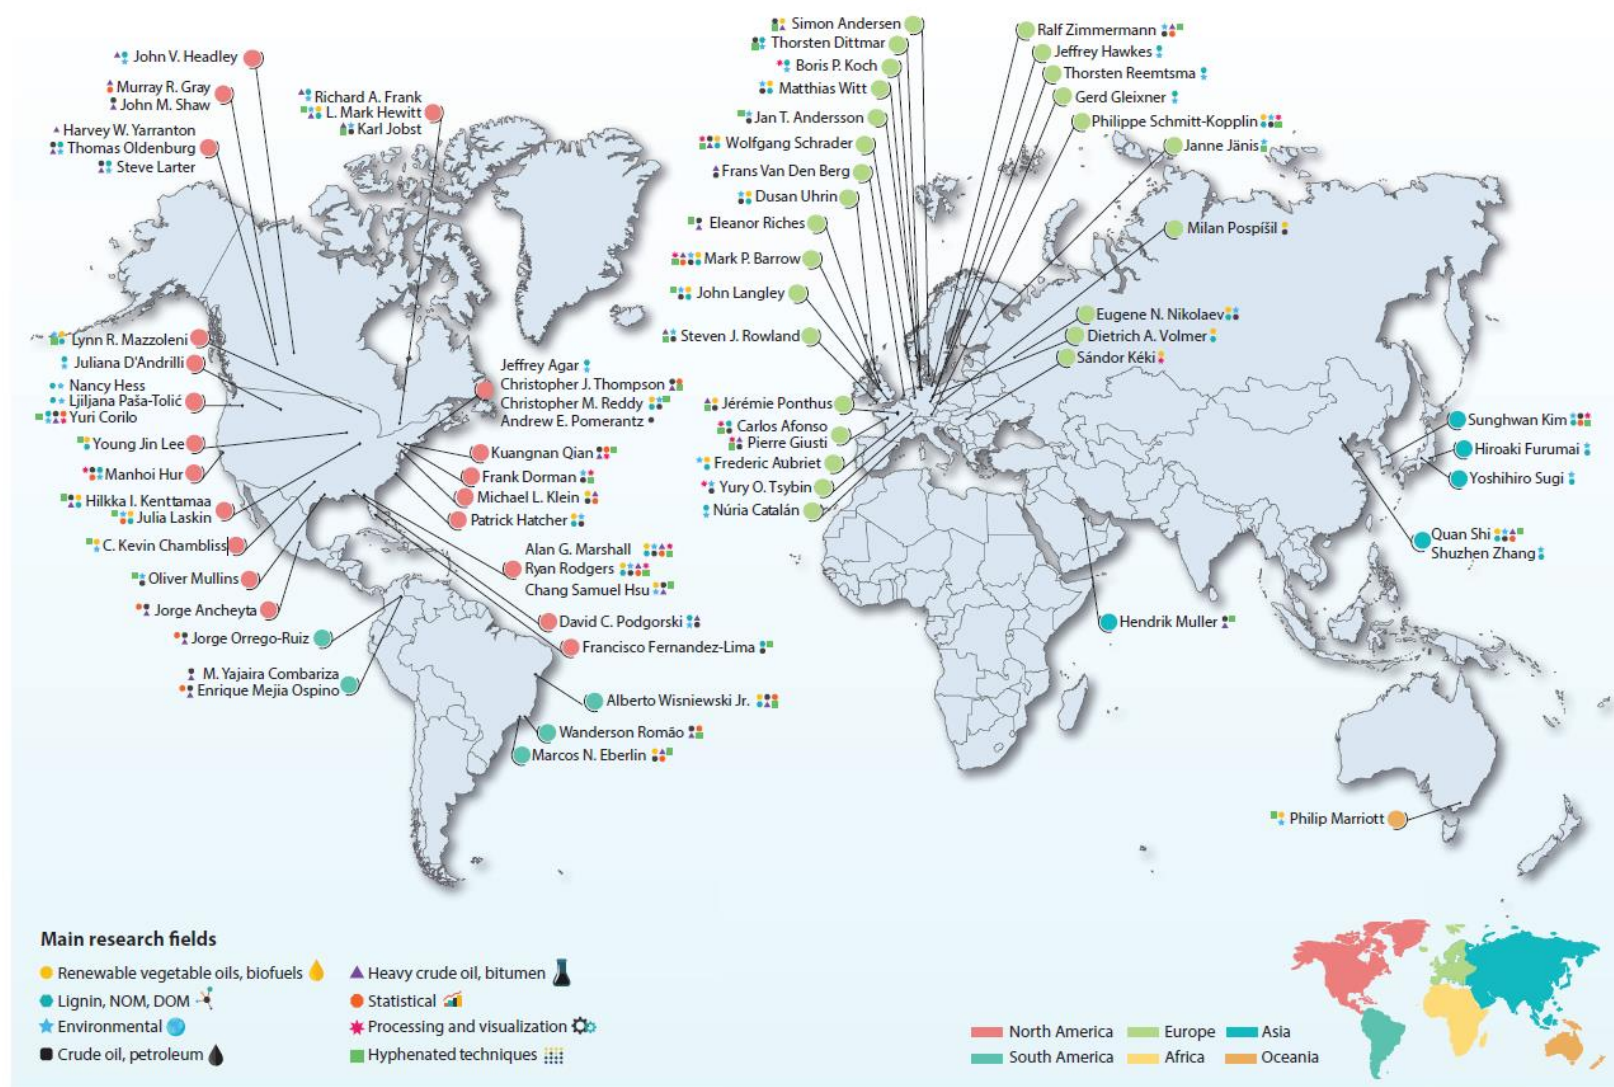 John V. Headley
Murray R. Gray
John M. Shaw
Harvey W. Yarranton
Thomas Oldenburg
Steve Larter
Richard A. Frank
L. Mark Hewitt
Karl Jobst
Lynn R. Mazzoleni
Juliana D'Andrilli
Nancy Hess
Ljiljana Paša-Tolić
Yuri Corilo
Young Jin Lee
Manhoi Hur
Hilkka I. Kenttamaa
Julia Laskin
C. Kevin Chambliss
Oliver Mullins
Jorge Ancheyta
Jorge Orrego-Ruiz
M. Yajaira Combariza
Enrique Mejia Ospino
Jeffrey Agar
Christopher J. Thompson
Christopher M. Reddy
Andrew E. Pomerantz
Kuangnan Qian
Frank Dorman
Michael L. Klein
Patrick Hatcher
Alan G. Marshall
Ryan Rodgers
Chang Samuel Hsu
David C. Podgorski
Francisco Fernandez-Lima
Alberto Wisniewski Jr.
Wanderson Romão
Marcos N. Eberlin
Simon Andersen
Thorsten Dittmar
Boris P. Koch
Matthias Witt
Jan T. Andersson
Wolfgang Schrader
Frans Van Den Berg
Dusan Uhrin
Eleanor Riches
Mark P. Barrow
John Langley
Steven J. Rowland
Jérémie Ponthus
Carlos Afonso
Pierre Giusti
Frederic Aubriet
Yury O. Tsybin
Núria Catalán
Ralf Zimmermann
Jeffrey Hawkes
Thorsten Reemtsma
Gerd Gleixner
Philippe Schmitt-Kopplin
Janne Jänis
Milan Pospíšil
Eugene N. Nikolaev
Dietrich A. Volmer
Sándor Kéki
Sunghwan Kim
Hiroaki Furumai
Yoshihiro Sugi
Quan Shi
Shuzhen Zhang
Hendrik Muller
Philip Marriott
Main research fields
Renewable vegetable oils, biofuels
Lignin, NOM, DOM
Environmental
Crude oil, petroleum
Heavy crude oil, bitumen
Statistical
Processing and visualization
Hyphenated techniques
North America
Europe
Asia
South America
Africa
Oceania